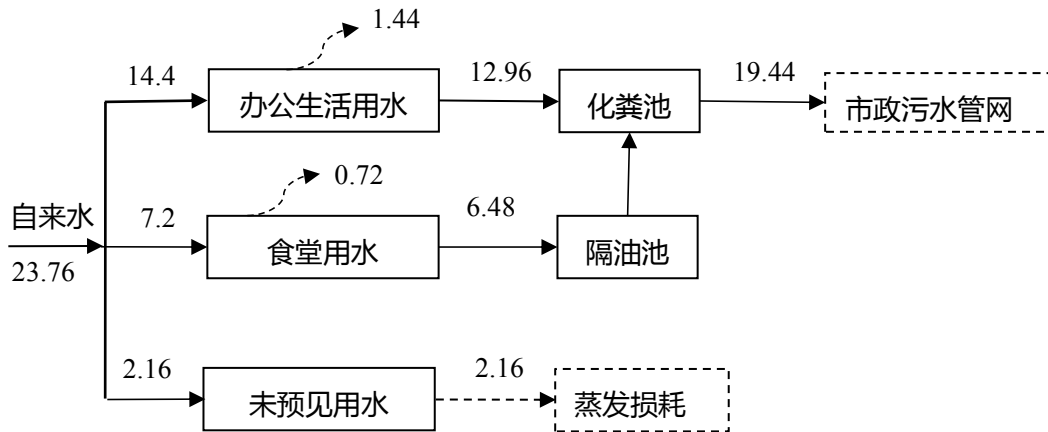 1.44
14.4
办公生活用水
12.96
化粪池
19.44
市政污水管网
0.72
自来水
23.76
7.2
食堂用水
6.48
隔油池
2.16
未预见用水
2.16
蒸发损耗